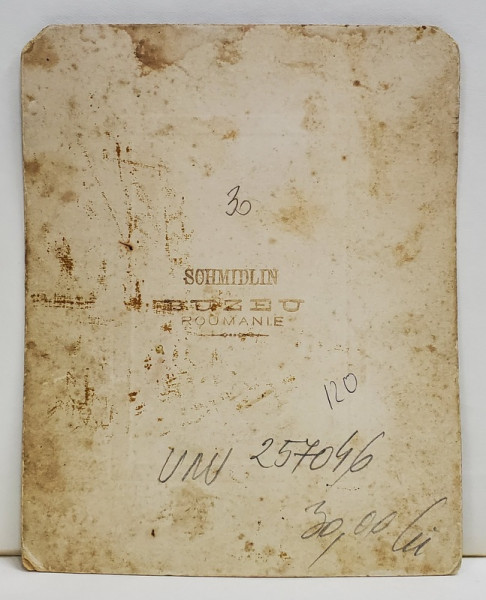 30
SCHMIDLIN
BUZEU
ROUMANIE
120
UNU 257046
30,00 lei